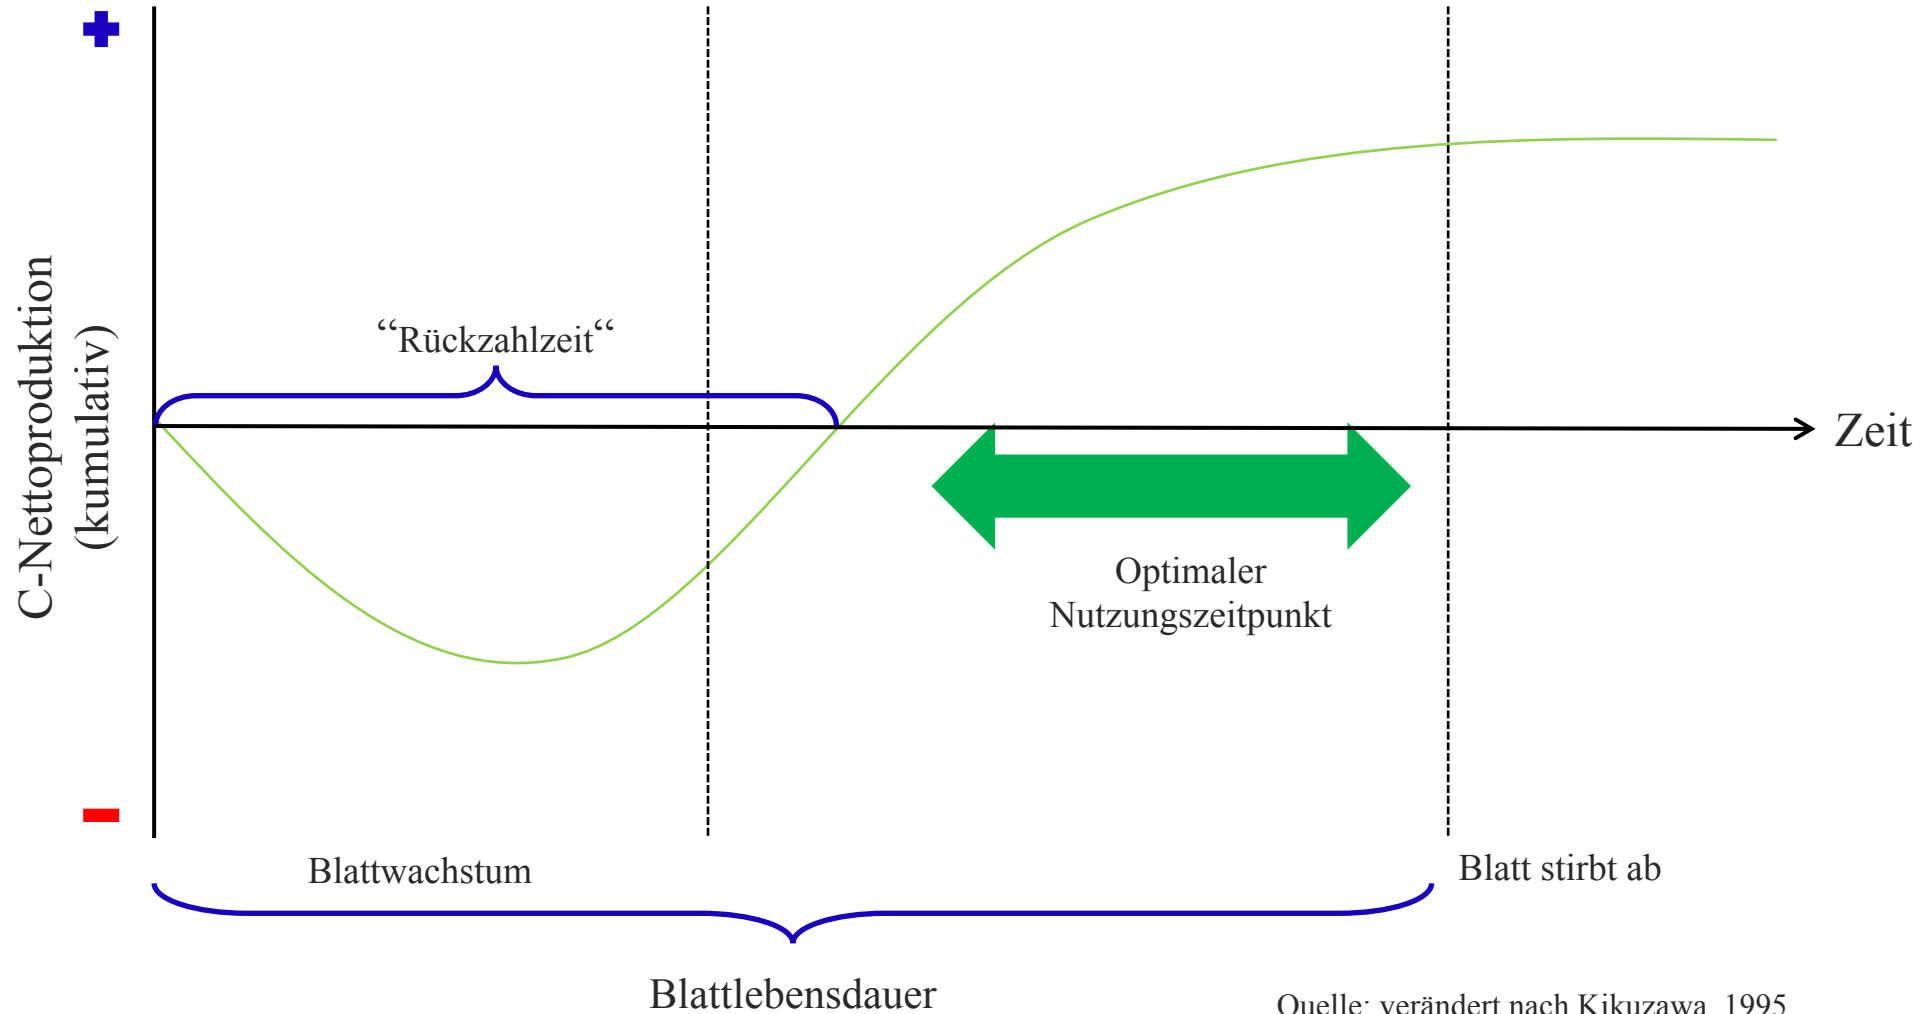 C-Nettoproduktion
(kumulativ)
“Rückzahlzeit“
Zeit
Optimaler
Nutzungszeitpunkt
Blattwachstum
Blatt stirbt ab
Blattlebensdauer
Quelle: verändert nach Kikuzawa 1995